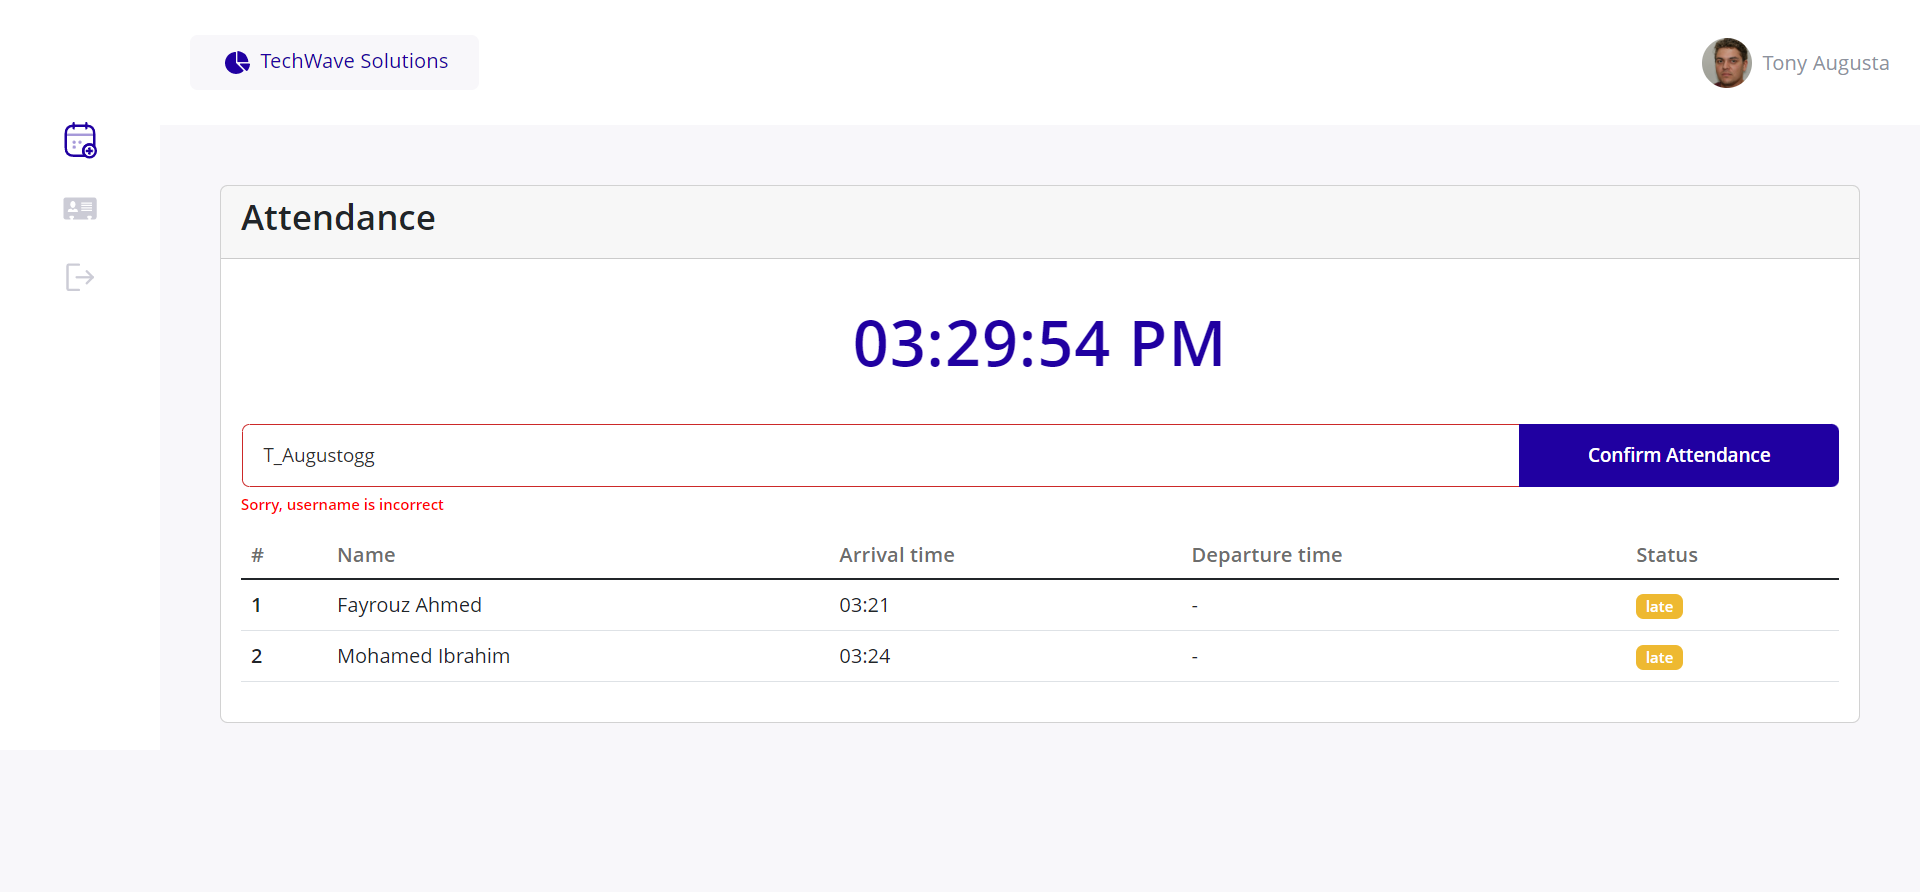 TechWave Solutions
Tony Augusta
Attendance
03:29:54 PM
T_Augustogg
Confirm Attendance
Sorry, username is incorrect
# Name Arrival time Departure time Status
1 Fayrouz Ahmed 03:21 - late
2 Mohamed Ibrahim 03:24 - late